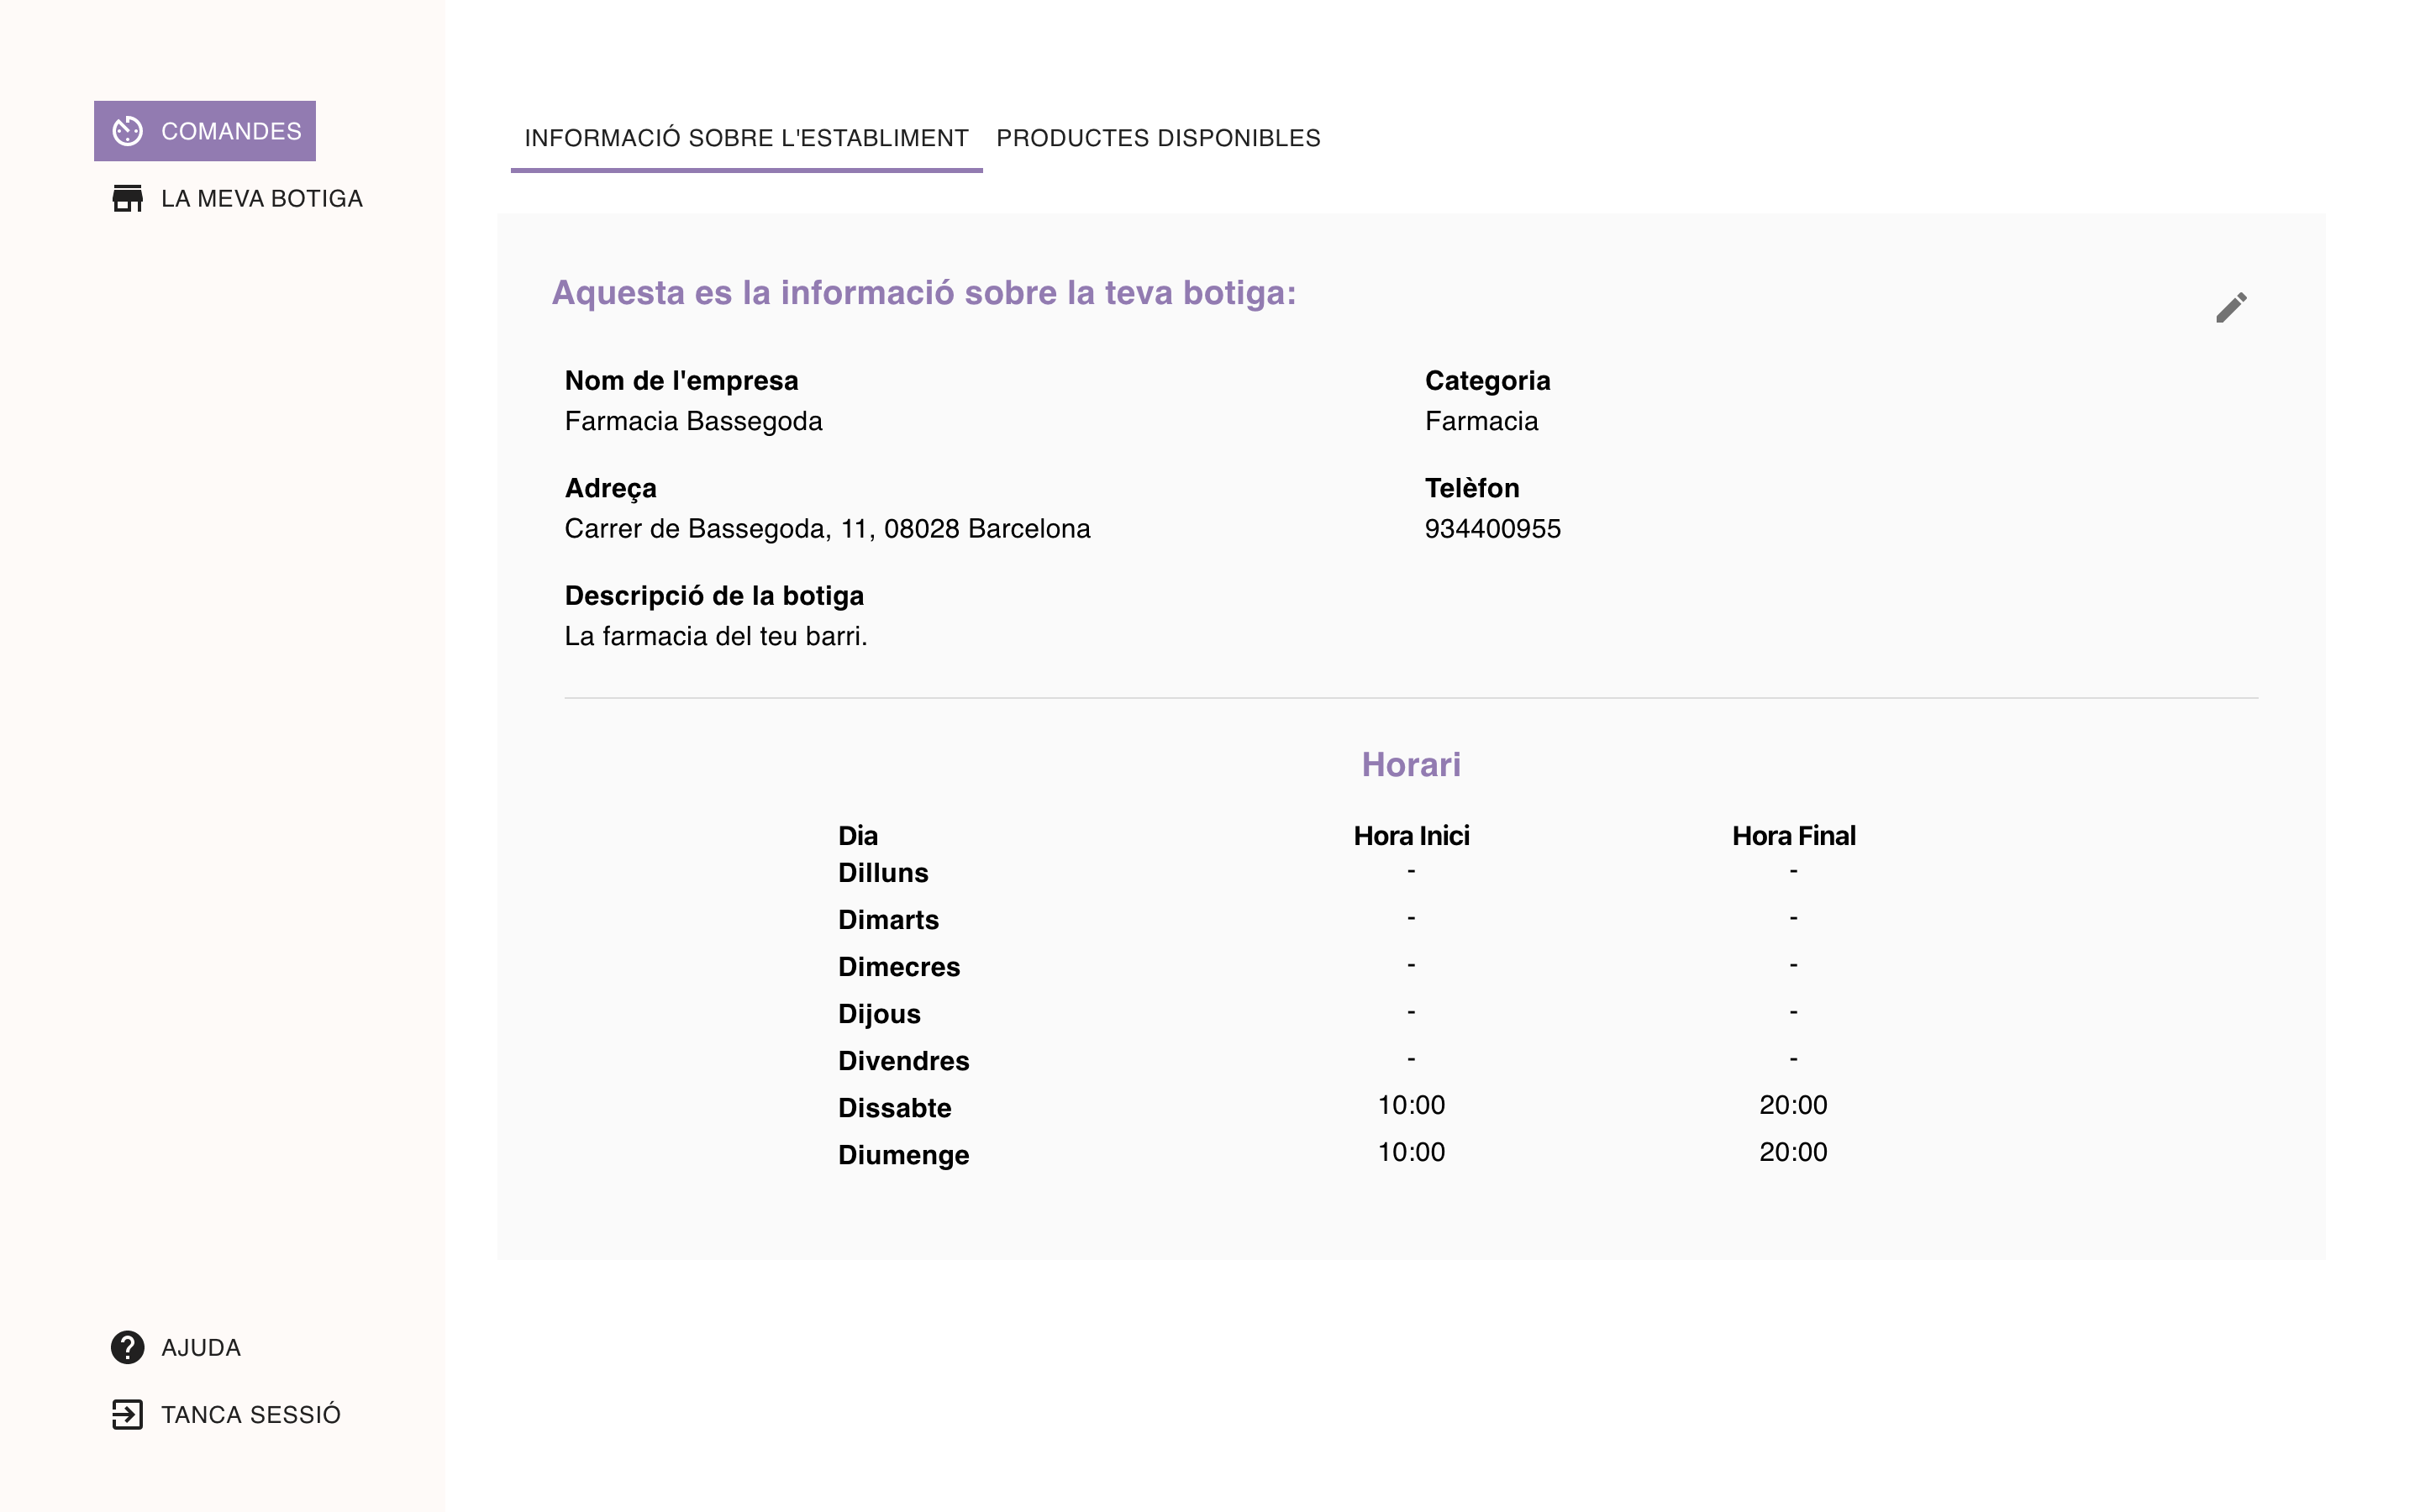 COMANDES
LA MEVA BOTIGA
INFORMACIÓ SOBRE L'ESTABLIMENT PRODUCTES DISPONIBLES
Aquesta es la informació sobre la teva botiga:
Nom de l'empresa Categoria
Farmacia Bassegoda Farmacia
Adreça Telèfon
Carrer de Bassegoda, 11, 08028 Barcelona 934400955
Descripció de la botiga
La farmacia del teu barri.
Horari
Dia Hora Inici Hora Final
Dilluns - -
Dimarts - -
Dimecres - -
Dijous - -
Divendres - -
Dissabte 10:00 20:00
Diumenge 10:00 20:00
AJUDA
TANCA SESSIÓ